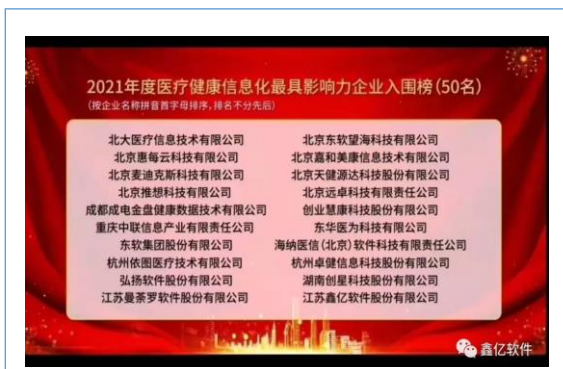 2021年度医疗健康信息化最具影响力企业入围榜(50名)
(按企业名称拼音首字母排序,排名不分先后)
北大医疗信息技术有限公司 北京东软望海科技有限公司
北京惠每云科技有限公司 北京嘉和美康信息技术有限公司
北京麦迪克斯科技有限公司 北京天健源达科技股份有限公司
北京推想科技有限公司 北京远卓科技有限责任公司
成都成电金盘健康数据技术有限公司 创业慧康科技股份有限公司
重庆中联信息产业有限责任公司 东华医为科技有限公司
东软集团股份有限公司 海纳医信(北京)软件科技有限责任公司
杭州依图医疗技术有限公司 杭州卓健信息科技股份有限公司
弘扬软件股份有限公司 湖南创星科技股份有限公司
江苏曼荼罗软件股份有限公司 江苏鑫亿软件股份有限公司
鑫亿软件